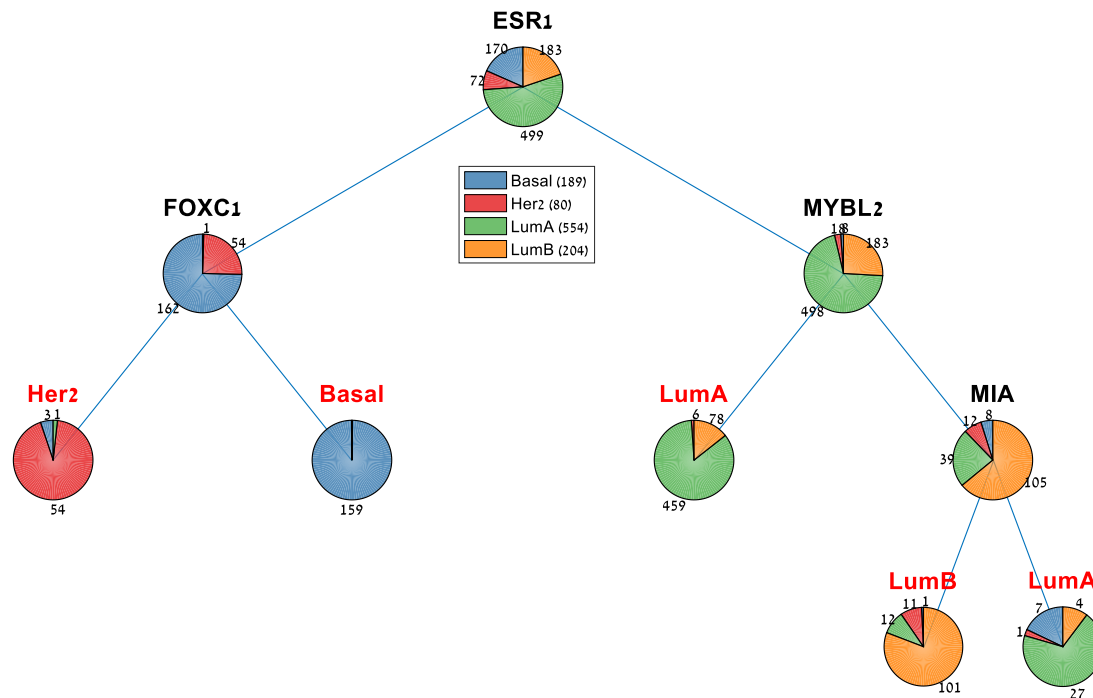 ESR1
170
183
72
499
Basal (189)
Her2 (80)
LumA (554)
LumB (204)
FOXC1
1
54
162
MYBL2
18
8
183
498
Her2
3
1
54
Basal
159
LumA
6
78
459
MIA
12
8
39
105
LumB
11
1
12
101
LumA
7
4
1
27